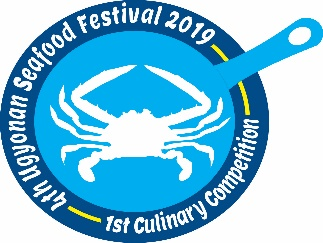 4th Ugyonan Seafood Festival 2019
1st Culinary Competition